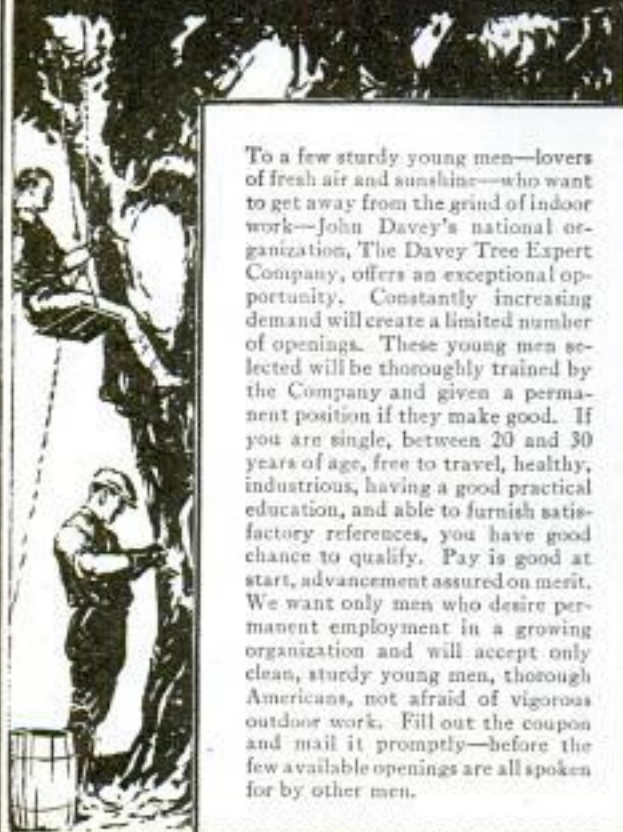 To a few sturdy young men—lovers
of fresh air and sunshine—who want
to get away from the grind of indoor
work—John Davey's national or-
ganization, The Davey Tree Expert
Company, offers an exceptional op-
portunity. Constantly increasing
demand will create a limited number
of openings. These young men se-
lected will be thoroughly trained by
the Company and given a perma-
nent position if they make good. If
you are single, between 20 and 30
years of age, free to travel, healthy,
industrious, having a good practical
education, and able to furnish satis-
factory references, you have good
chance to qualify. Pay is good at
start, advancement assured on merit.
We want only men who desire per-
manent employment in a growing
organization and will accept only
clean, sturdy young men, thorough
Americans, not afraid of vigorous
outdoor work. Fill out the coupon
and mail it promptly—before the
few available openings are all spoken
for by other men.